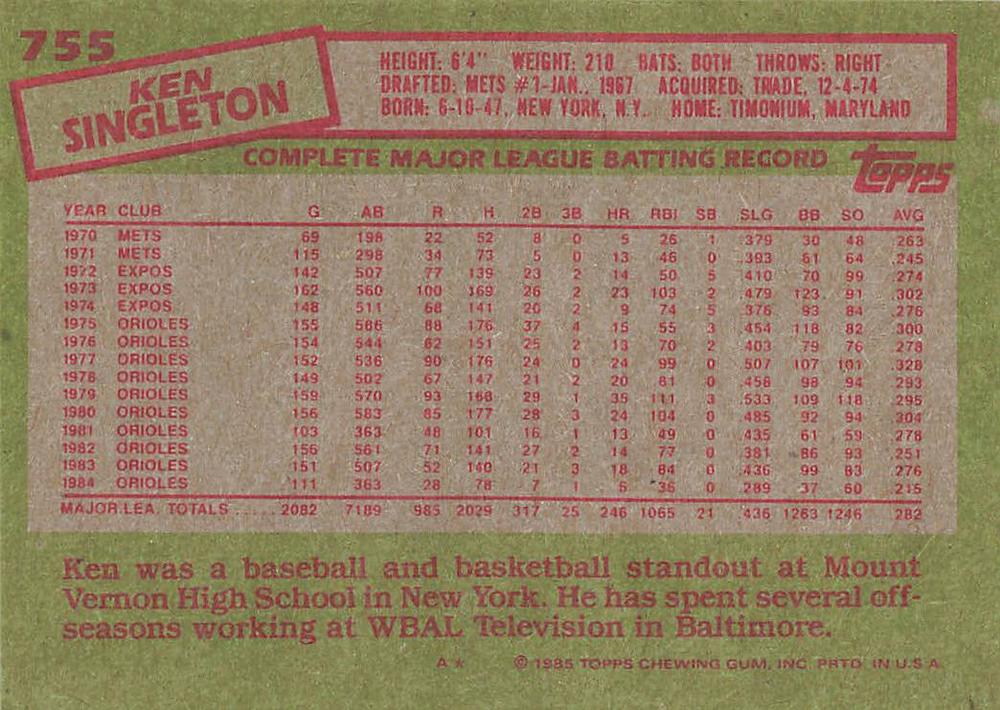 755
KEN
SINGLETON
HEIGHT: 6'4" WEIGHT: 210 BATS: BOTH THROWS: RIGHT
DRAFTED: METS #1-JAN., 1967 ACQUIRED: TRADE, 12-4-74
BORN: 6-10-47, NEW YORK, N.Y. HOME: TIMONIUM, MARYLAND
COMPLETE MAJOR LEAGUE BATTING RECORD
topps
YEAR CLUB G AB R H 2B 3B HR RBI SB SLG BB SO AVG
1970 METS 69 198 22 52 8 0 5 26 1 .379 30 48 .263
1971 METS 115 298 34 73 5 0 13 46 0 .393 61 64 .245
1972 EXPOS 142 507 77 139 23 2 14 50 5 .410 70 99 .274
1973 EXPOS 162 560 100 169 26 2 23 103 2 .479 123 91 .302
1974 EXPOS 148 511 68 141 20 2 9 74 5 .376 93 84 .276
1975 ORIOLES 155 586 88 176 37 4 15 55 3 .454 118 82 .300
1976 ORIOLES 154 544 62 151 25 2 13 70 2 .403 79 76 .278
1977 ORIOLES 152 536 90 176 24 0 24 99 0 .507 107 101 .328
1978 ORIOLES 149 502 67 147 21 2 20 81 0 .458 98 94 .293
1979 ORIOLES 159 570 93 168 29 1 35 111 3 .533 109 118 .295
1980 ORIOLES 156 583 85 177 28 3 24 104 0 .485 92 94 .304
1981 ORIOLES 103 363 48 101 16 1 13 49 0 .435 61 59 .278
1982 ORIOLES 156 561 71 141 27 2 14 77 0 .381 86 93 .251
1983 ORIOLES 151 507 52 140 21 3 18 84 0 .436 99 83 .276
1984 ORIOLES 111 363 28 78 7 1 6 36 0 .289 37 60 .215
MAJOR LEA. TOTALS ..... 2082 7189 985 2029 317 25 246 1065 21 .436 1263 1246 .282
Ken was a baseball and basketball standout at Mount
Vernon High School in New York. He has spent several off-
seasons working at WBAL Television in Baltimore.
A* © 1985 TOPPS CHEWING GUM, INC. PRTD. IN U.S.A.